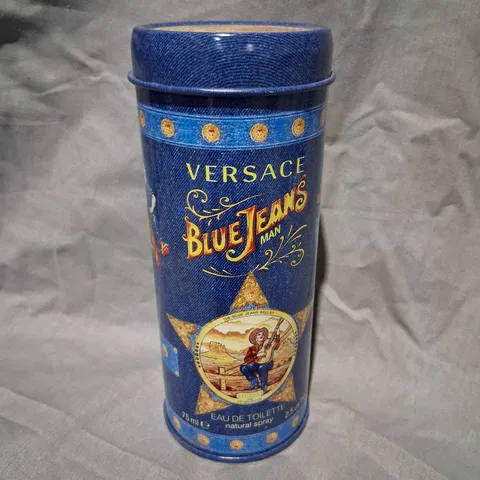 VERSACE
BLUE JEANS
MAN
75 ml e
EAU DE TOILETTE
natural spray